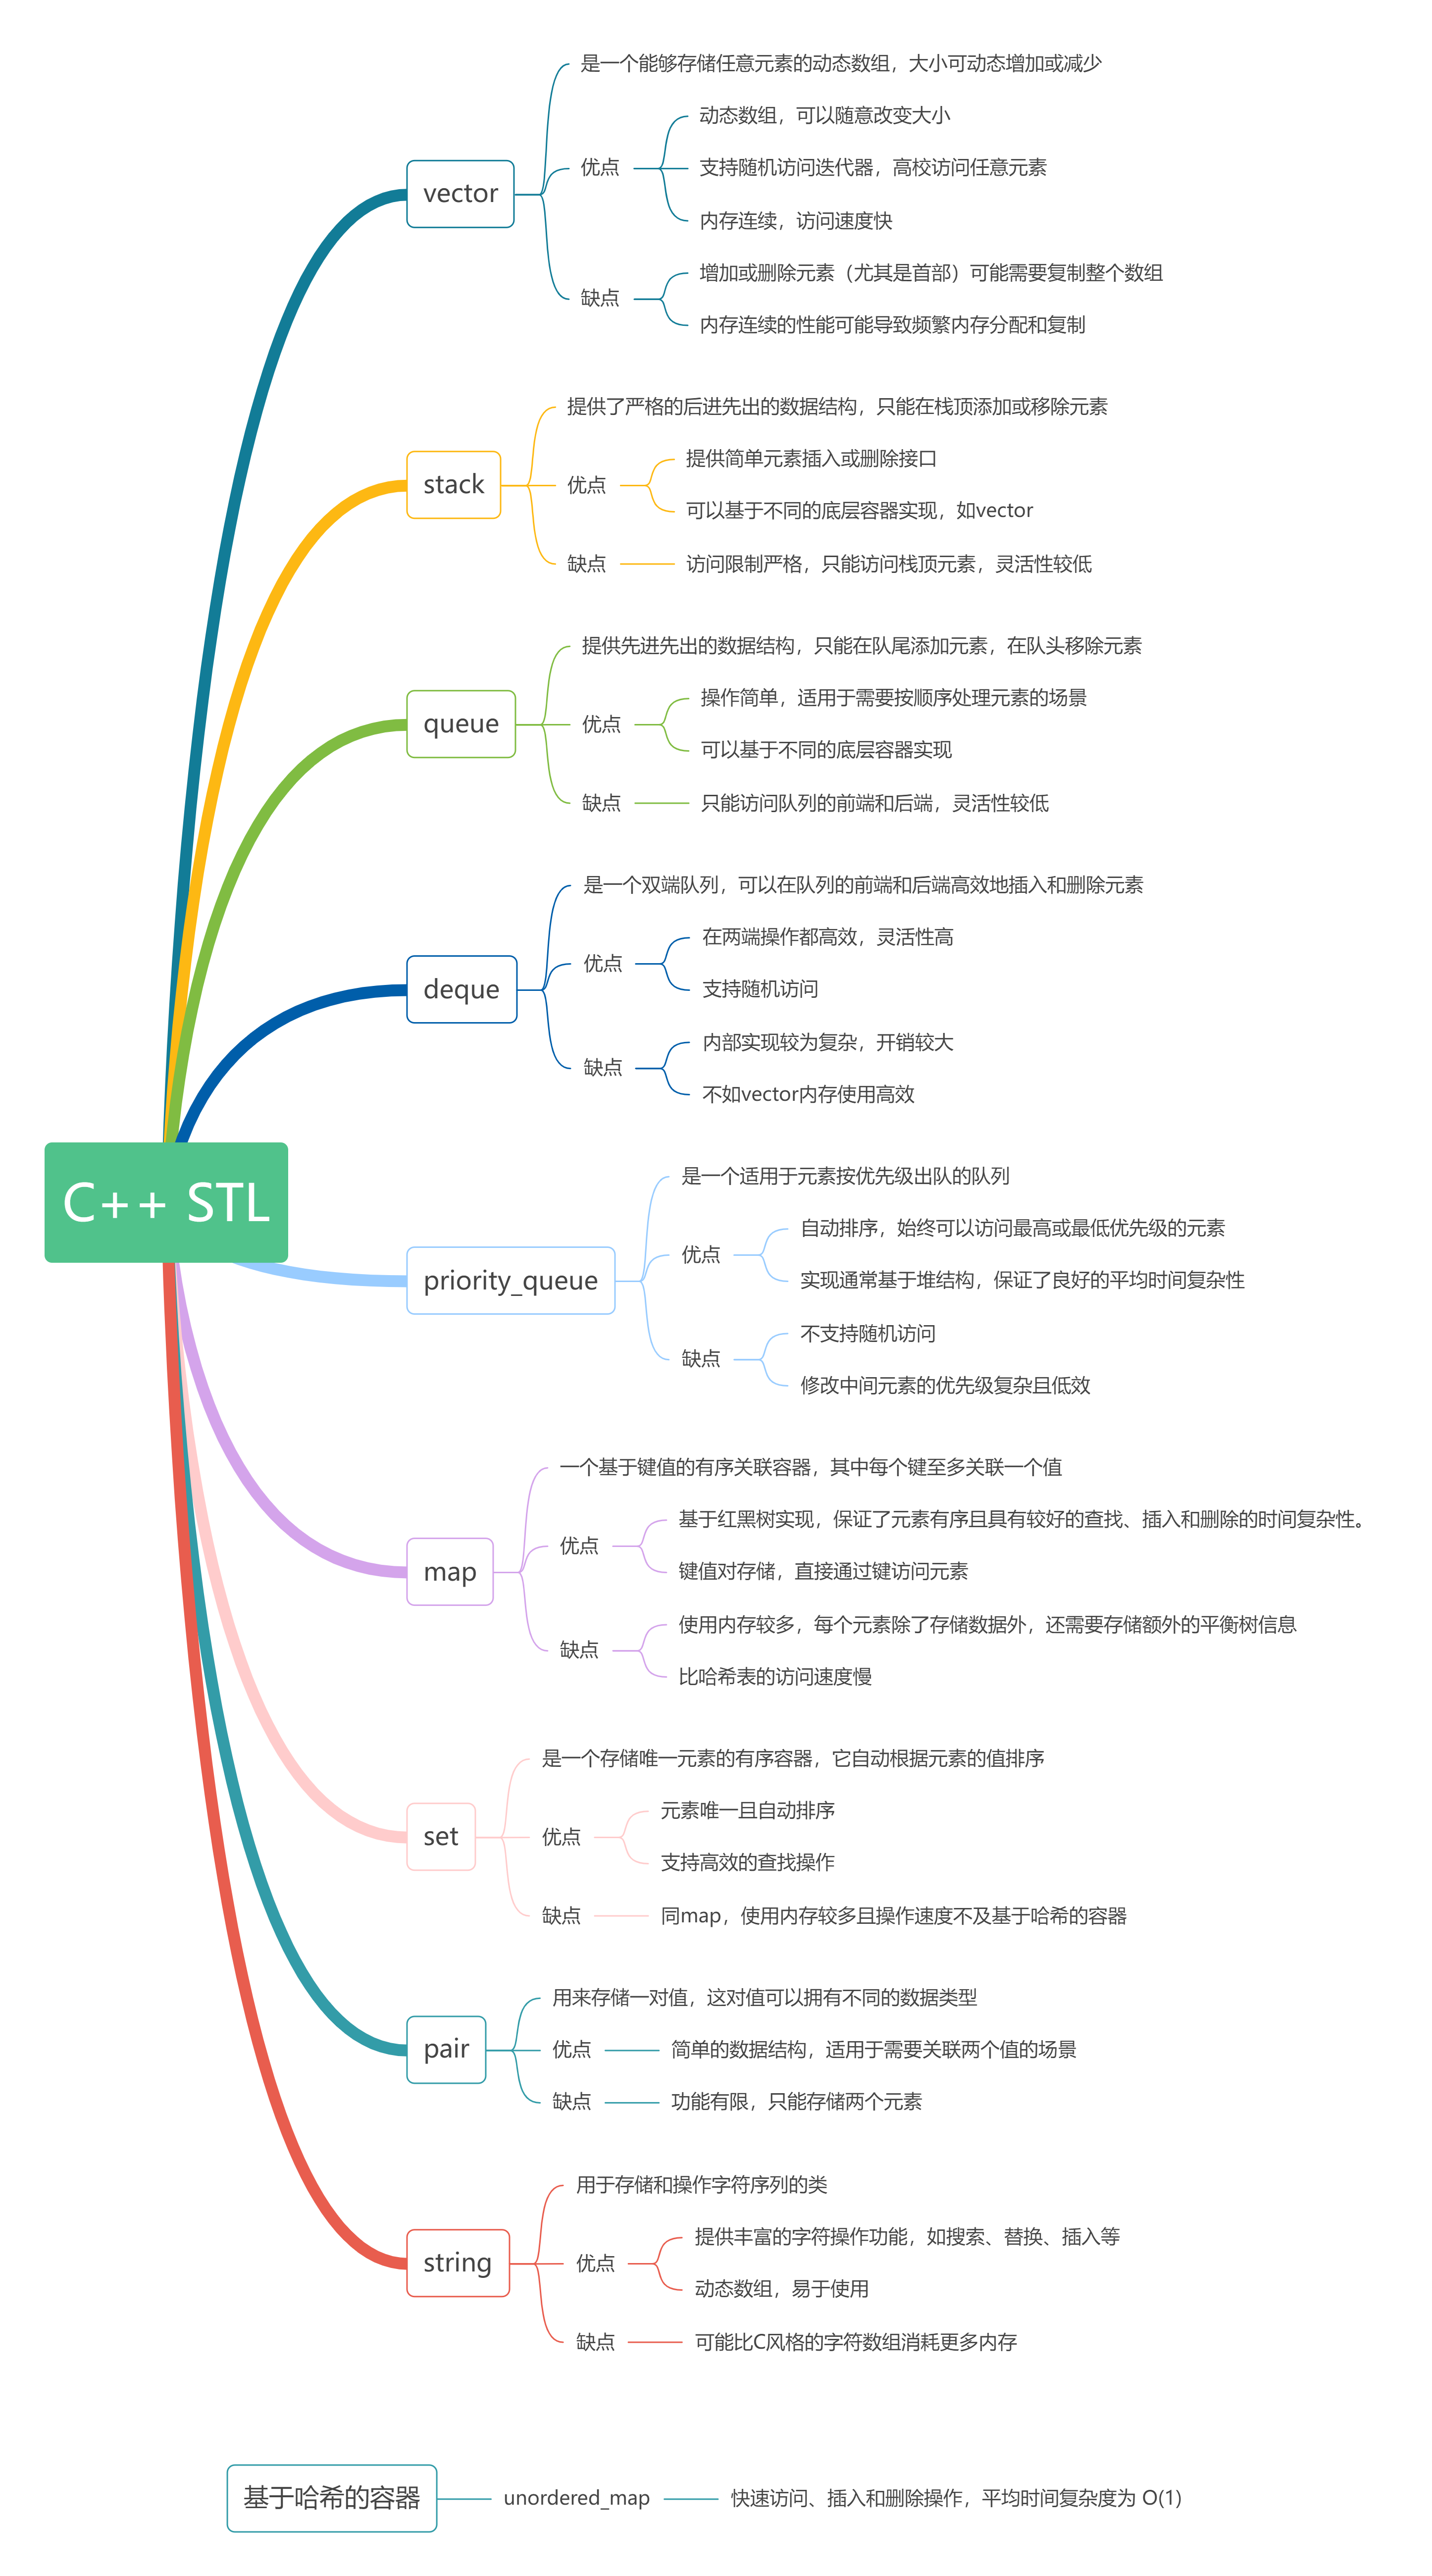 C++ STL
vector
是一个能够存储任意元素的动态数组，大小可动态增加或减少
优点
动态数组，可以随意改变大小
支持随机访问迭代器，高校访问任意元素
内存连续，访问速度快
缺点
增加或删除元素（尤其是首部）可能需要复制整个数组
内存连续的性能可能导致频繁内存分配和复制
stack
提供了严格的后进先出的数据结构，只能在栈顶添加或移除元素
优点
提供简单元素插入或删除接口
可以基于不同的底层容器实现，如vector
缺点
访问限制严格，只能访问栈顶元素，灵活性较低
queue
提供先进先出的数据结构，只能在队尾添加元素，在队头移除元素
优点
操作简单，适用于需要按顺序处理元素的场景
可以基于不同的底层容器实现
缺点
只能访问队列的前端和后端，灵活性较低
deque
是一个双端队列，可以在队列的前端和后端高效地插入和删除元素
优点
在两端操作都高效，灵活性高
支持随机访问
缺点
内部实现较为复杂，开销较大
不如vector内存使用高效
priority_queue
是一个适用于元素按优先级出队的队列
优点
自动排序，始终可以访问最高或最低优先级的元素
实现通常基于堆结构，保证了良好的平均时间复杂性
缺点
不支持随机访问
修改中间元素的优先级复杂且低效
map
一个基于键值的有序关联容器，其中每个键至多关联一个值
优点
基于红黑树实现，保证了元素有序且具有较好的查找、插入和删除的时间复杂性。
键值对存储，直接通过键访问元素
缺点
使用内存较多，每个元素除了存储数据外，还需要存储额外的平衡树信息
比哈希表的访问速度慢
set
是一个存储唯一元素的有序容器，它自动根据元素的值排序
优点
元素唯一且自动排序
支持高效的查找操作
缺点
同map，使用内存较多且操作速度不及基于哈希的容器
pair
用来存储一对值，这对值可以拥有不同的数据类型
优点
简单的数据结构，适用于需要关联两个值的场景
缺点
功能有限，只能存储两个元素
string
用于存储和操作字符序列的类
优点
提供丰富的字符操作功能，如搜索、替换、插入等
动态数组，易于使用
缺点
可能比C风格的字符数组消耗更多内存
基于哈希的容器
unordered_map
快速访问、插入和删除操作，平均时间复杂度为 O(1)